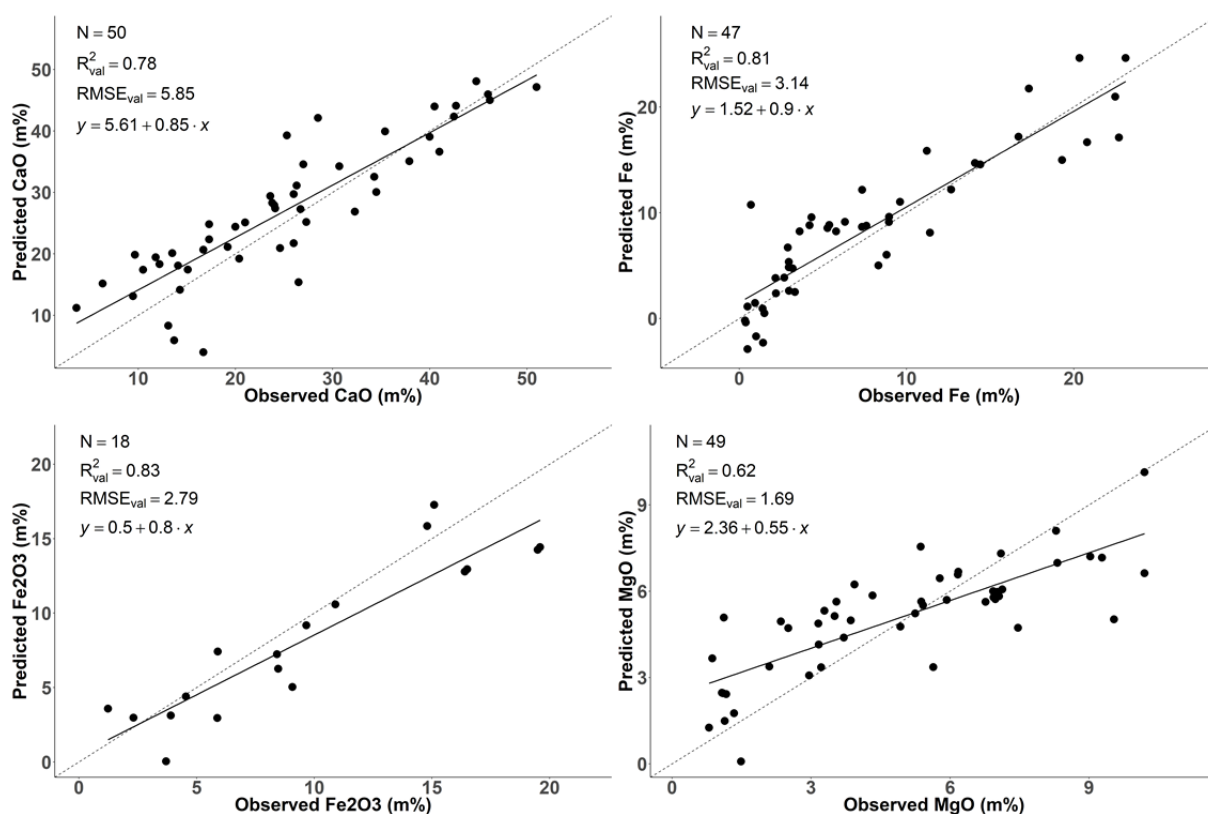 N = 50
R²val = 0.78
RMSEval = 5.85
y = 5.61 + 0.85 · x
Predicted CaO (m%)
50
40
30
20
10
10 20 30 40 50
Observed CaO (m%)
N = 47
R²val = 0.81
RMSEval = 3.14
y = 1.52 + 0.9 · x
Predicted Fe (m%)
20
10
0
0 10 20
Observed Fe (m%)
N = 18
R²val = 0.83
RMSEval = 2.79
y = 0.5 + 0.8 · x
Predicted Fe2O3 (m%)
20
15
10
5
0
0 5 10 15 20
Observed Fe2O3 (m%)
N = 49
R²val = 0.62
RMSEval = 1.69
y = 2.36 + 0.55 · x
Predicted MgO (m%)
9
6
3
0
0 3 6 9
Observed MgO (m%)